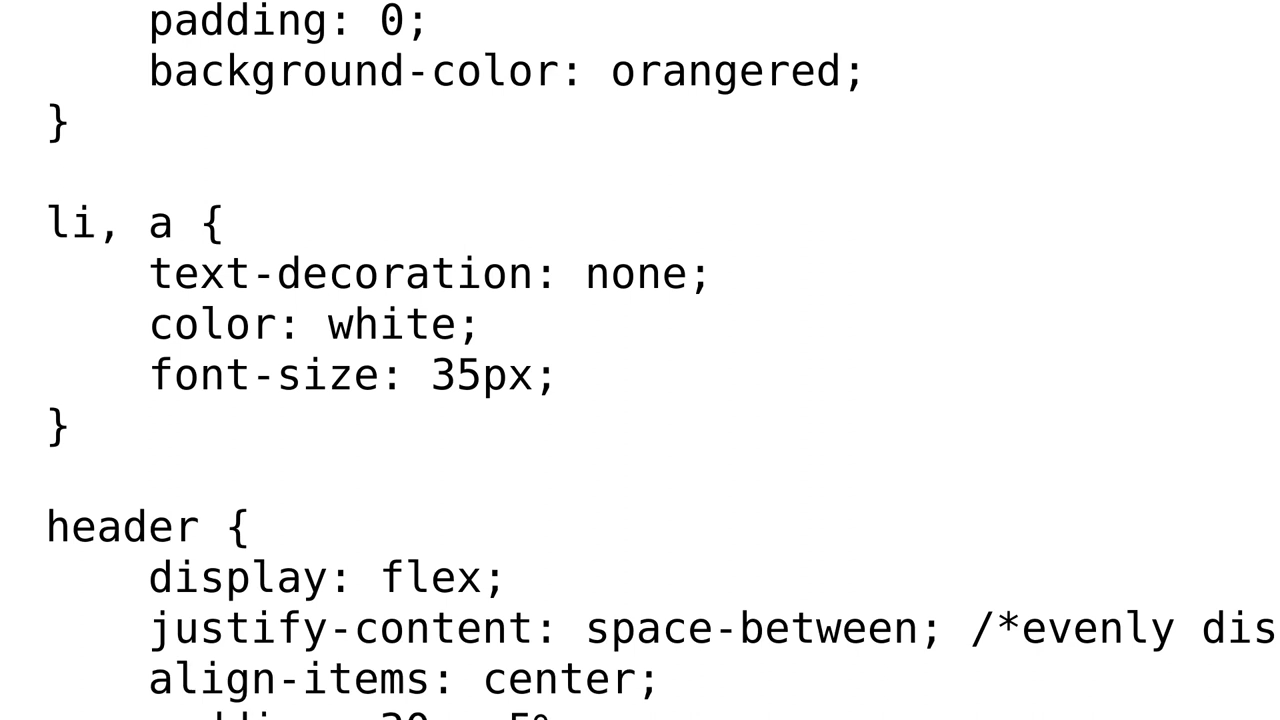 padding: 0;
background-color: orangered;
}
li, a {
text-decoration: none;
color: white;
font-size: 35px;
}
header {
display: flex;
justify-content: space-between; /*evenly dis
align-items: center;